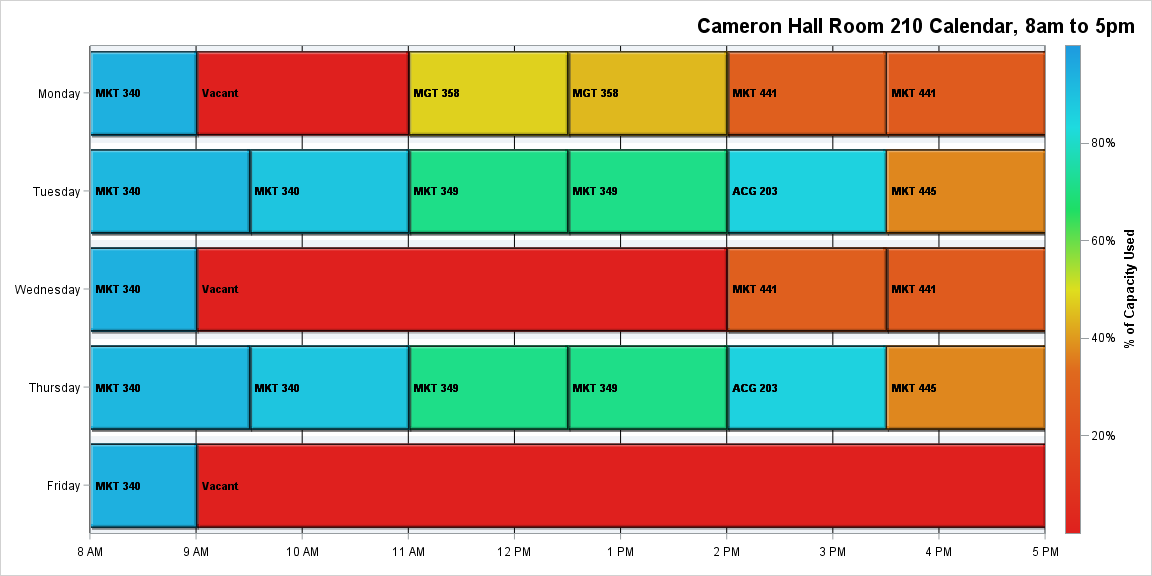 Cameron Hall Room 210 Calendar, 8am to 5pm
Monday
MKT 340
Vacant
MGT 358
MGT 358
MKT 441
MKT 441
Tuesday
MKT 340
MKT 340
MKT 349
MKT 349
ACG 203
MKT 445
Wednesday
MKT 340
Vacant
MKT 441
MKT 441
Thursday
MKT 340
MKT 340
MKT 349
MKT 349
ACG 203
MKT 445
Friday
MKT 340
Vacant
8 AM
9 AM
10 AM
11 AM
12 PM
1 PM
2 PM
3 PM
4 PM
5 PM
80%
60%
40%
20%
% of Capacity Used